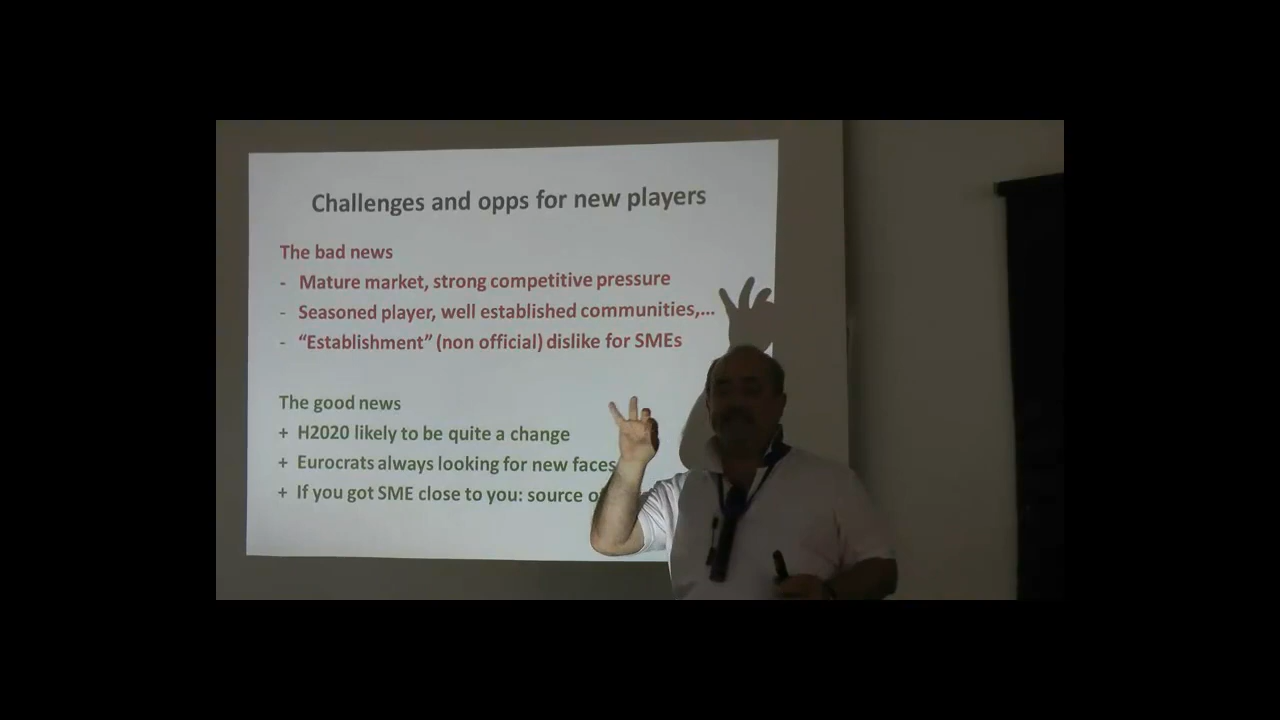 Challenges and opps for new players
The bad news
- Mature market, strong competitive pressure
- Seasoned player, well established communities,...
- “Establishment” (non official) dislike for SMEs
The good news
+ H2020 likely to be quite a change
+ Eurocrats always looking for new faces
+ If you got SME close to you: source